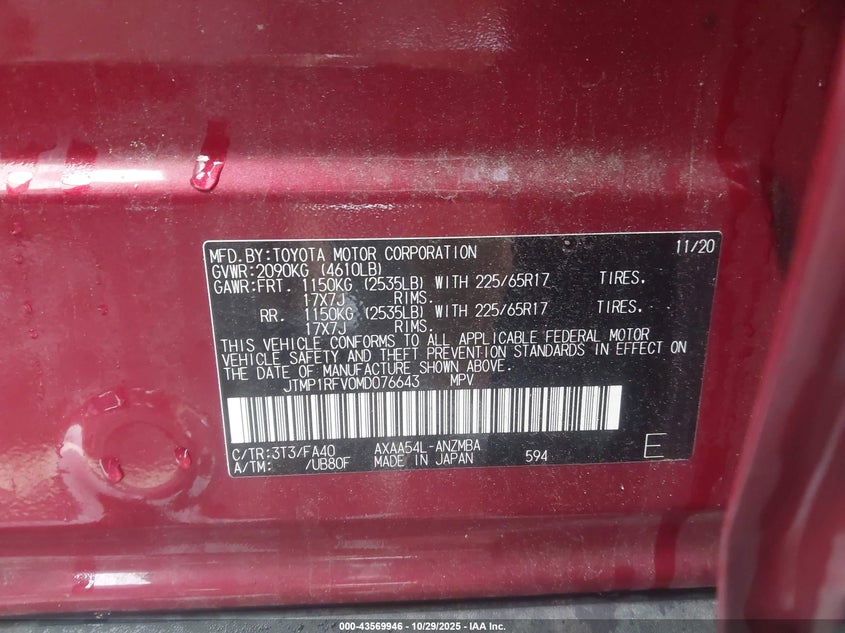 MFD.BY:TOYOTA MOTOR CORPORATION 11/20
GVWR:2090KG (4610LB)
GAWR:FRT. 1150KG (2535LB) WITH 225/65R17 TIRES.
17X7J RIMS.
RR. 1150KG (2535LB) WITH 225/65R17 TIRES.
17X7J RIMS.
THIS VEHICLE CONFORMS TO ALL APPLICABLE FEDERAL MOTOR
VEHICLE SAFETY AND THEFT PREVENTION STANDARDS IN EFFECT ON
THE DATE OF MANUFACTURE SHOWN ABOVE.
JTMP1RFV0MD076643 MPV
C/TR:3T3/FA40 AXAA54L-ANZMBA
A/TM: /UB80F MADE IN JAPAN 594 E
000-43569946 - 10/29/2025 - IAA Inc.